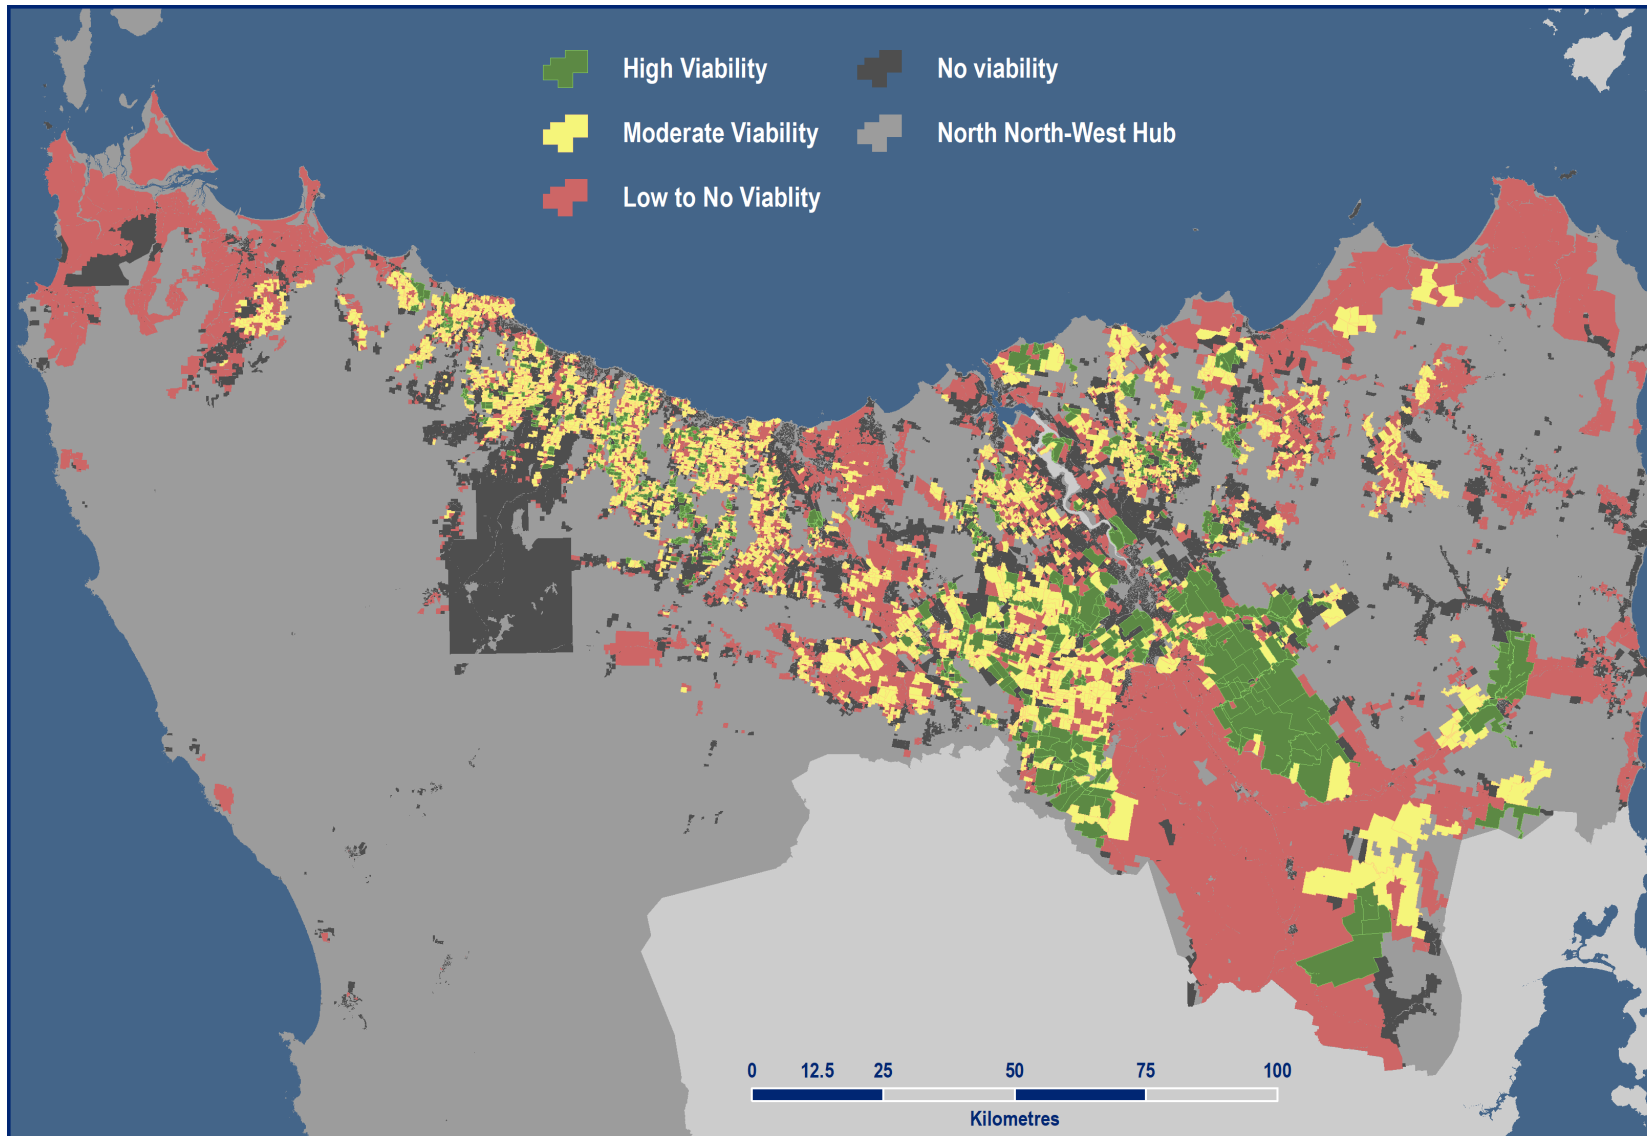 High Viability
No viability
Moderate Viability
North North-West Hub
Low to No Viablity
0 12.5 25 50 75 100
Kilometres